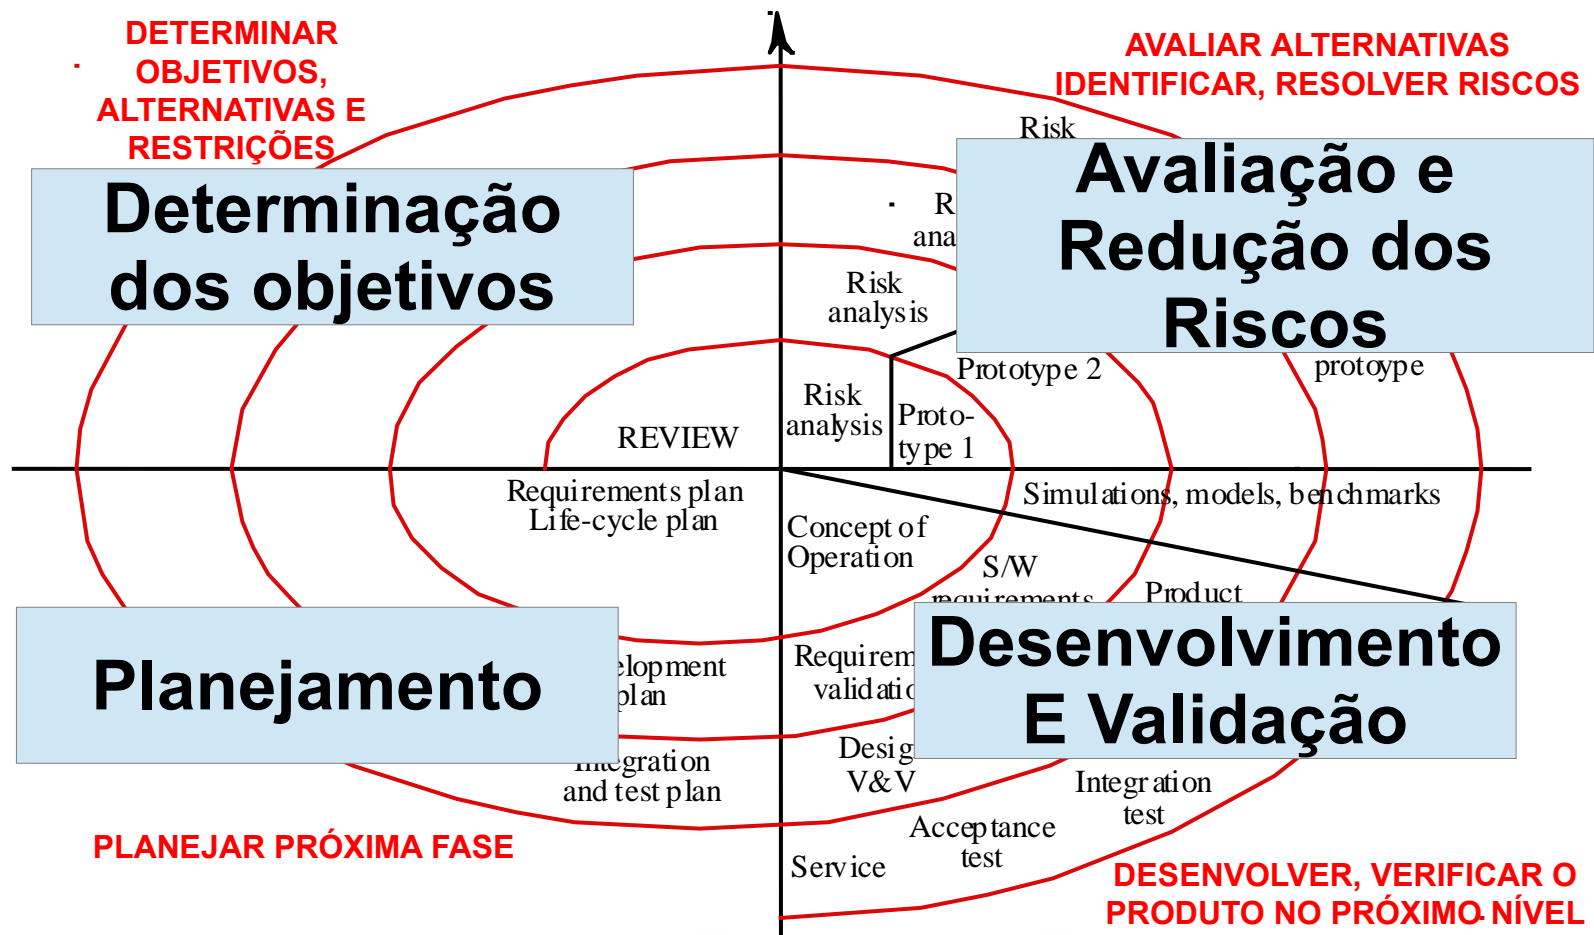 DETERMINAR
OBJETIVOS,
ALTERNATIVAS E
RESTRIÇÕES
AVALIAR ALTERNATIVAS
IDENTIFICAR, RESOLVER RISCOS
Risk
Determinação
dos objetivos
Avaliação e
Redução dos
Riscos
Risk
analysis
Prototype 2
protoype
Risk
analysis
Proto-
type 1
REVIEW
Requirements plan
Life-cycle plan
Simulations, models, benchmarks
Concept of
Operation
S/W
requirements
Product
Planejamento
Desenvolvimento
E Validação
plan
V&V
Integration
and test plan
Integration
test
Acceptance
test
Service
PLANEJAR PRÓXIMA FASE
DESENVOLVER, VERIFICAR O
PRODUTO NO PRÓXIMO NÍVEL